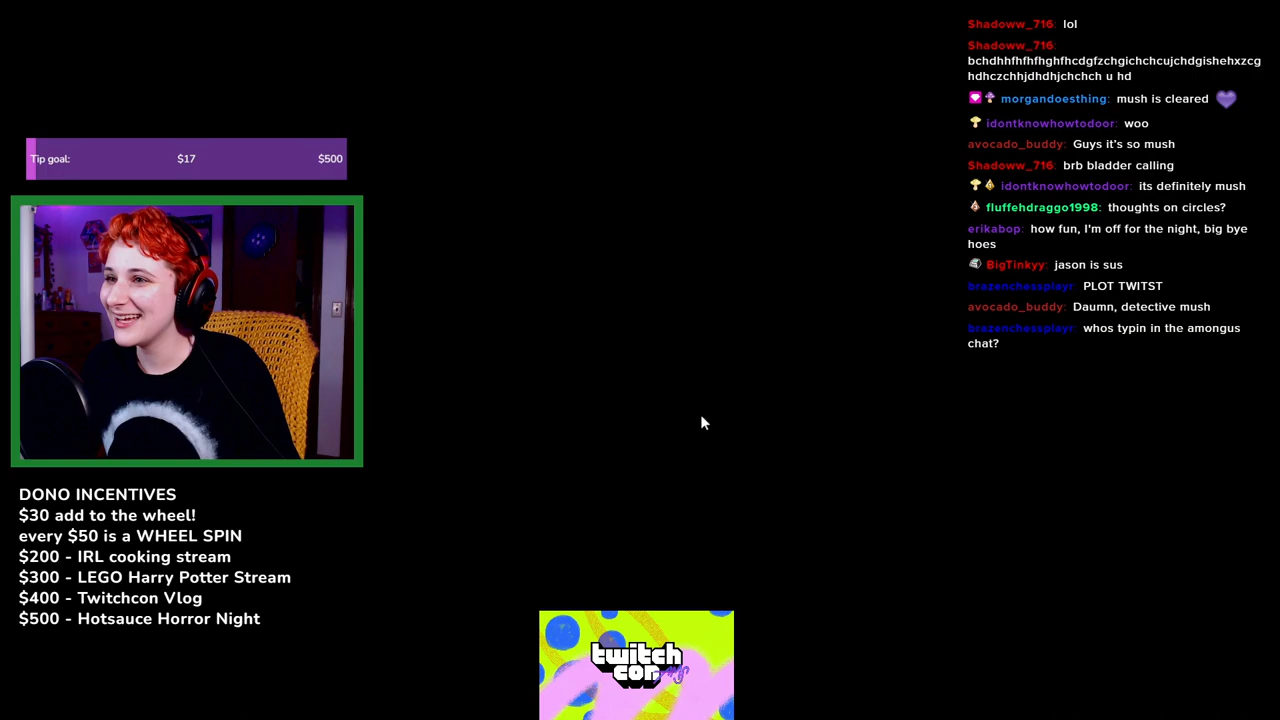 Tip goal: $17 $500
DONO INCENTIVES
$30 add to the wheel!
every $50 is a WHEEL SPIN
$200 - IRL cooking stream
$300 - LEGO Harry Potter Stream
$400 - Twitchcon Vlog
$500 - Hotsauce Horror Night
twitch
con
Shadoww_716: lol
Shadoww_716:
bchdhhfhfhfhghfhcdgfzchgichchcujchdgishehxzcg
hdhczchhjdhdhjchchch u hd
morgandoesthing: mush is cleared
idontknowhowtodoor: woo
avocado_buddy: Guys it's so mush
Shadoww_716: brb bladder calling
idontknowhowtodoor: its definitely mush
fluffehdraggo1998: thoughts on circles?
erikabop: how fun, I'm off for the night, big bye
hoes
BigTinkyy: jason is sus
brazenchessplayr: PLOT TWITST
avocado_buddy: Daumn, detective mush
brazenchessplayr: whos typin in the amongus
chat?